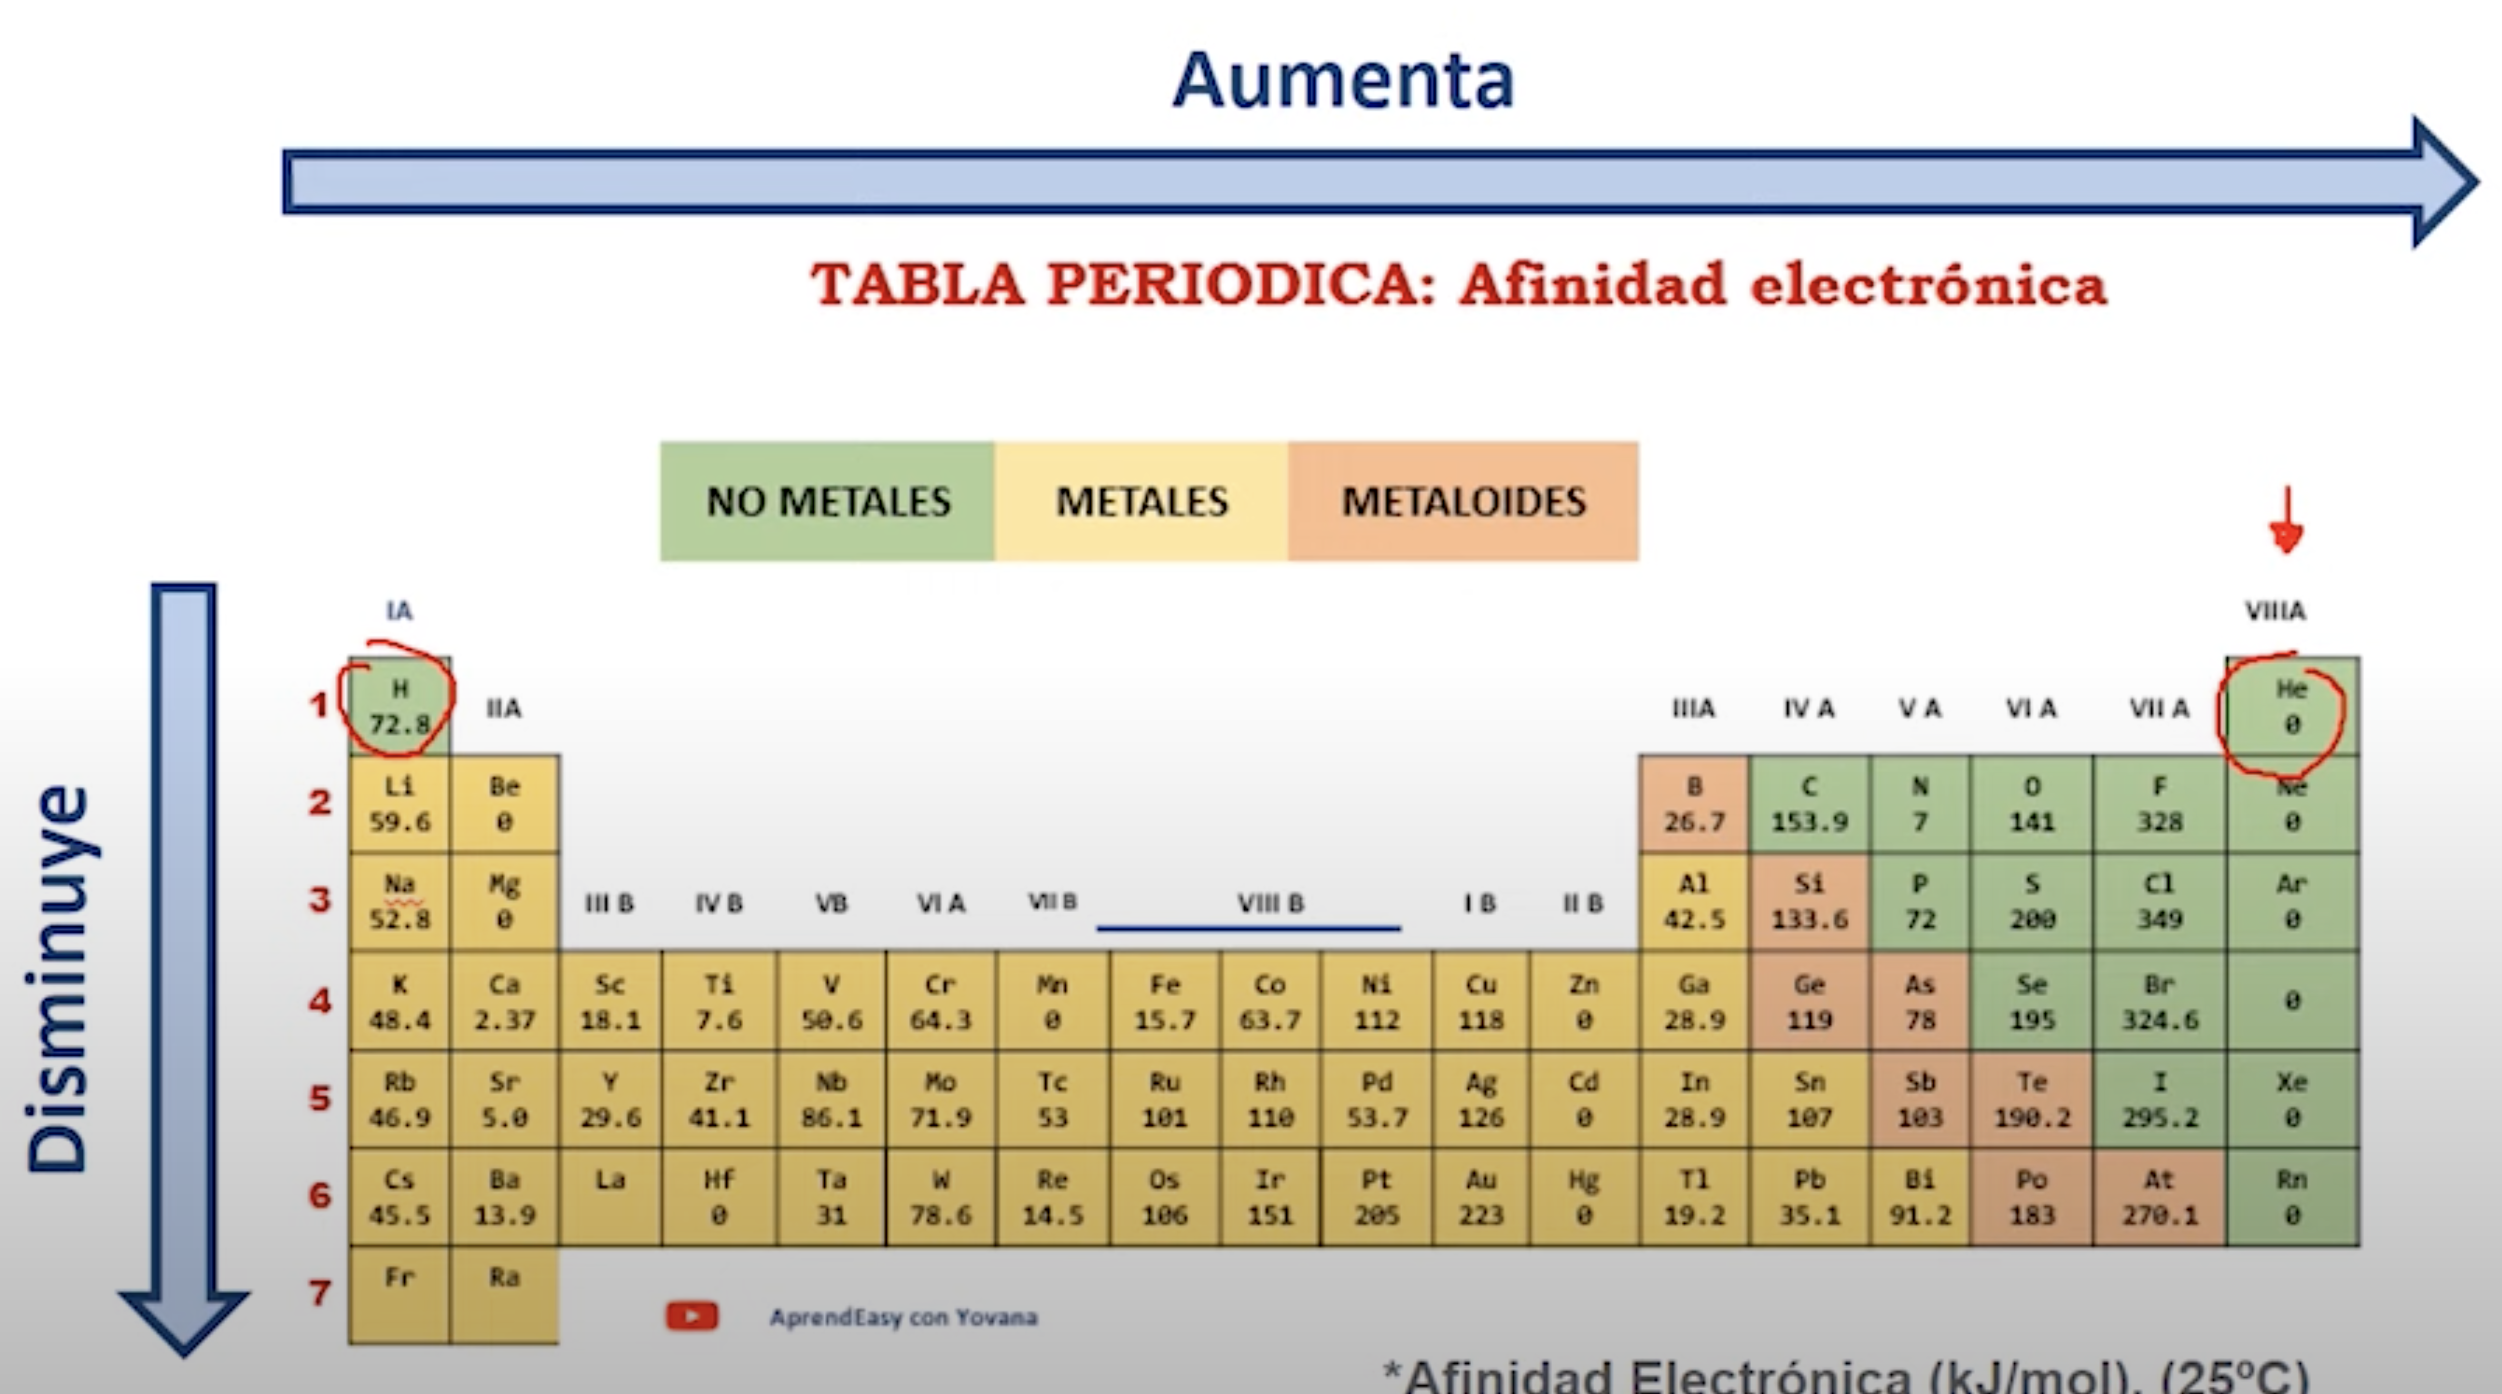 Aumenta
TABLA PERIODICA: Afinidad electrónica
NO METALES METALES METALOIDES
Disminuye
IA VIIIA
1 H He
72.8 0
IIA IIIA IV A V A VI A VII A
2 Li Be B C N O F Ne
59.6 0 26.7 153.9 7 141 328 0
3 Na Mg Al Si P S Cl Ar
52.8 0 42.5 133.6 72 200 349 0
III B IV B VB VI A VII B VIII B I B II B
4 K Ca Sc Ti V Cr Mn Fe Co Ni Cu Zn Ga Ge As Se Br
48.4 2.37 18.1 7.6 50.6 64.3 0 15.7 63.7 112 118 0 28.9 119 78 195 324.6 0
5 Rb Sr Y Zr Nb Mo Tc Ru Rh Pd Ag Cd In Sn Sb Te I Xe
46.9 5.0 29.6 41.1 86.1 71.9 53 101 110 53.7 126 0 28.9 107 103 190.2 295.2 0
6 Cs Ba La Hf Ta W Re Os Ir Pt Au Hg Tl Pb Bi Po At Rn
45.5 13.9 0 31 78.6 14.5 106 151 205 223 0 19.2 35.1 91.2 183 270.1 0
7 Fr Ra
AprendEasy con Yovana
*Afinidad Electrónica (kJ/mol). (25ºC)